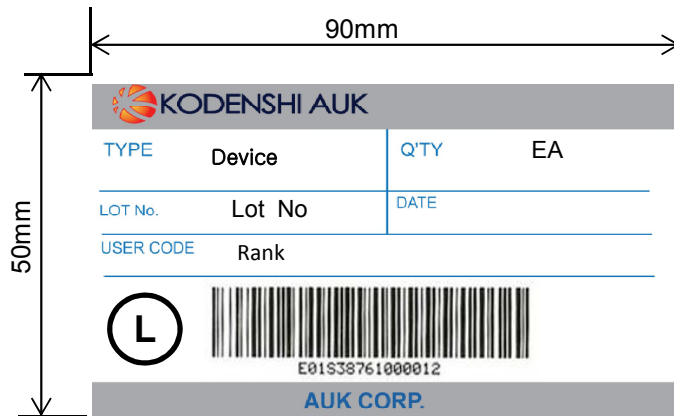 90mm
50mm
KODENSHI AUK
TYPE Device Q'TY EA
LOT No. Lot No DATE
USER CODE Rank
L
E01S38761000012
AUK CORP.